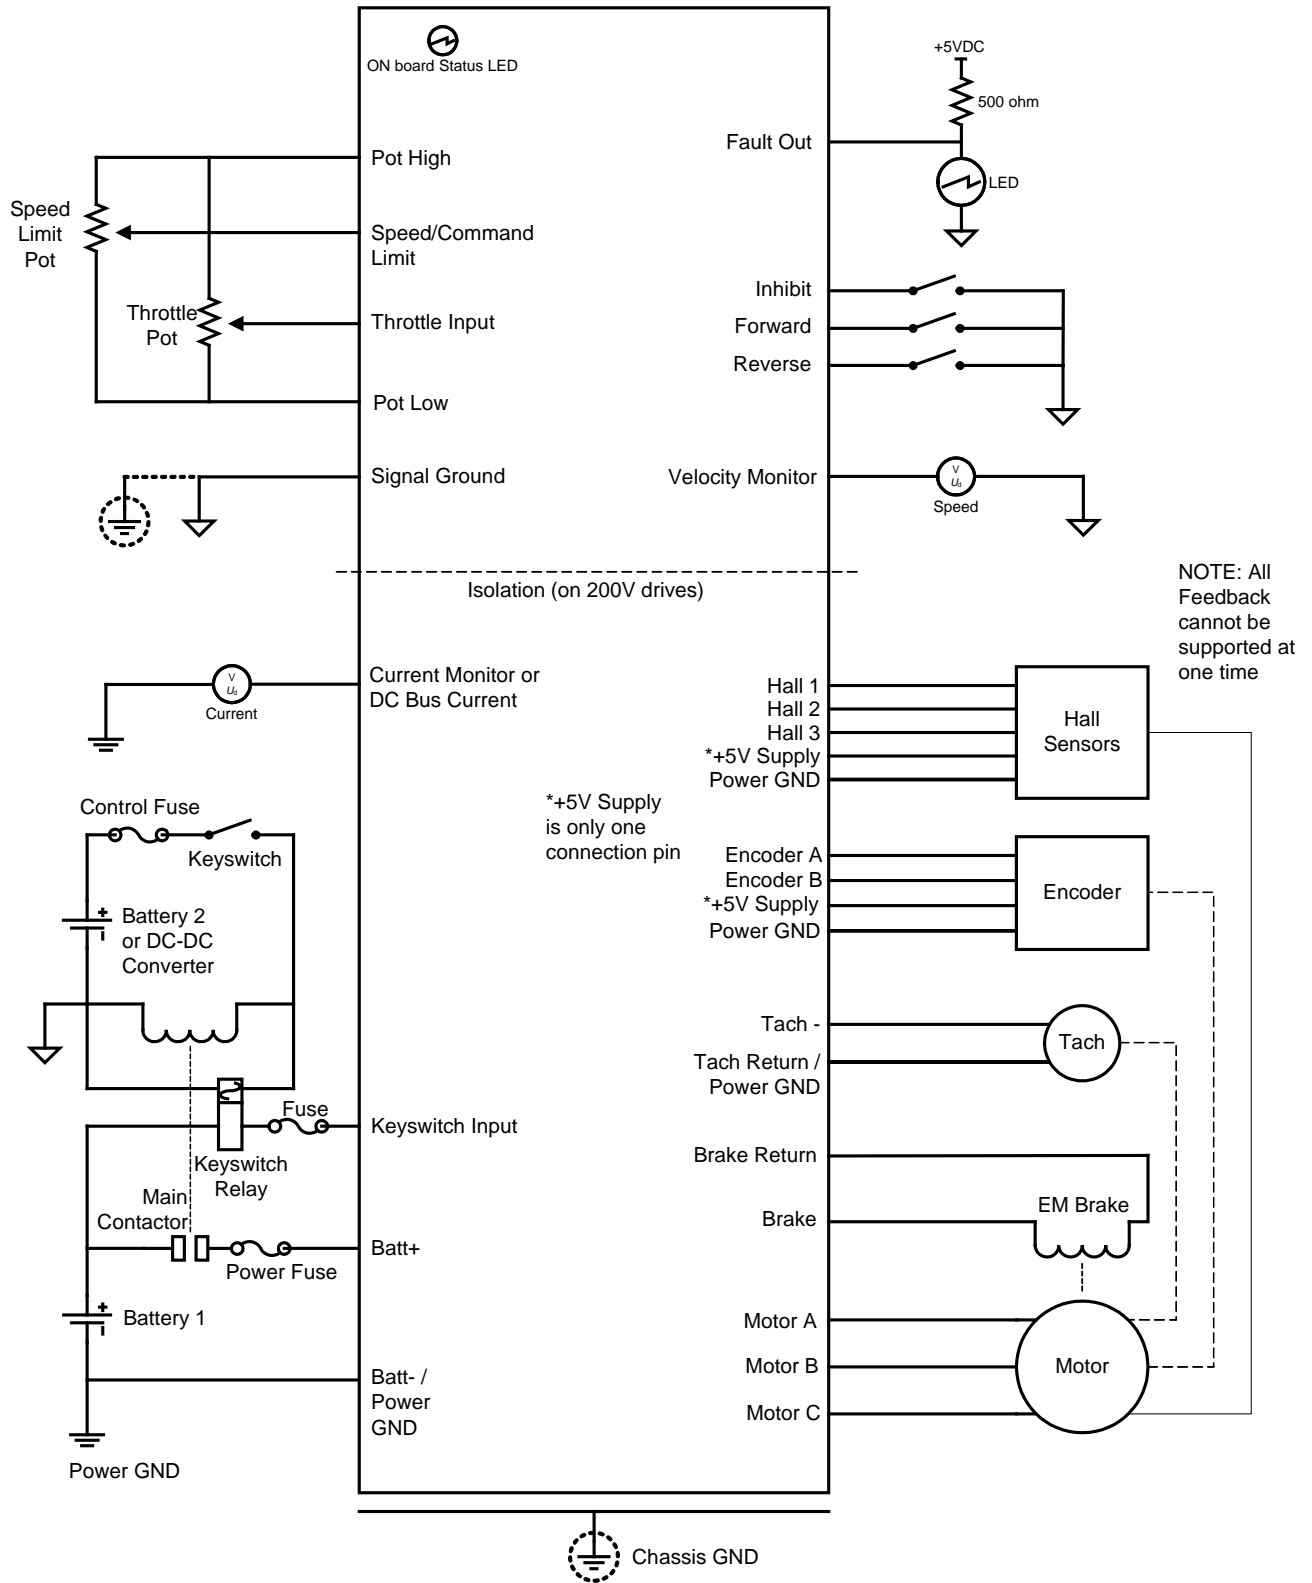 ON board Status LED
+5VDC
500 ohm
Fault Out
LED
Pot High
Speed
Limit
Pot
Speed/Command
Limit
Throttle
Pot
Throttle Input
Pot Low
Inhibit
Forward
Reverse
Signal Ground
Velocity Monitor
V
Ud
Speed
Isolation (on 200V drives)
NOTE: All
Feedback
cannot be
supported at
one time
Current Monitor or
DC Bus Current
V
Ud
Current
Hall 1
Hall 2
Hall 3
*+5V Supply
Power GND
Hall
Sensors
*+5V Supply
is only one
connection pin
Control Fuse
Keyswitch
+
Battery 2
or DC-DC
Converter
Encoder A
Encoder B
*+5V Supply
Power GND
Encoder
Tach -
Tach Return /
Power GND
Tach
Fuse
Keyswitch Input
Keyswitch
Relay
Main
Contactor
Batt+
Power Fuse
Brake Return
Brake
EM Brake
+
Battery 1
Motor A
Motor B
Motor C
Motor
Batt- /
Power
GND
Power GND
Chassis GND